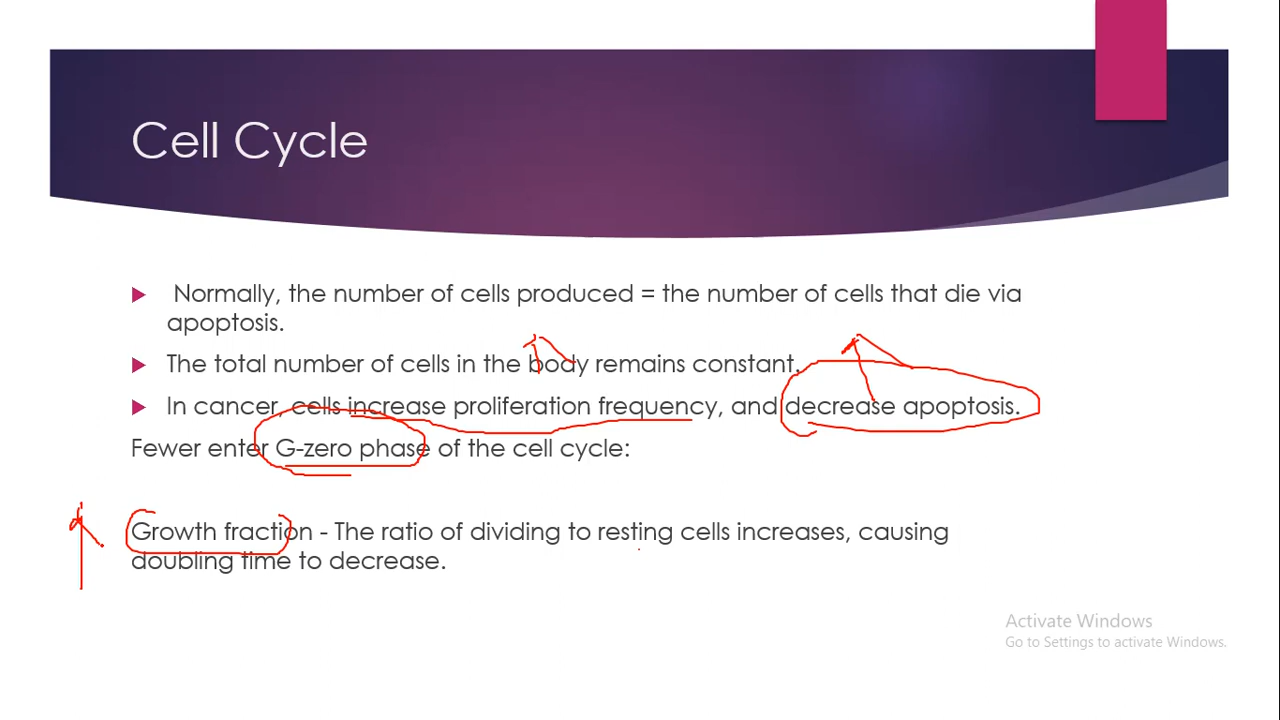 Cell Cycle
Normally, the number of cells produced = the number of cells that die via
apoptosis.
The total number of cells in the body remains constant.
In cancer, cells increase proliferation frequency, and decrease apoptosis.
Fewer enter G-zero phase of the cell cycle:
Growth fraction - The ratio of dividing to resting cells increases, causing
doubling time to decrease.
Activate Windows
Go to Settings to activate Windows.